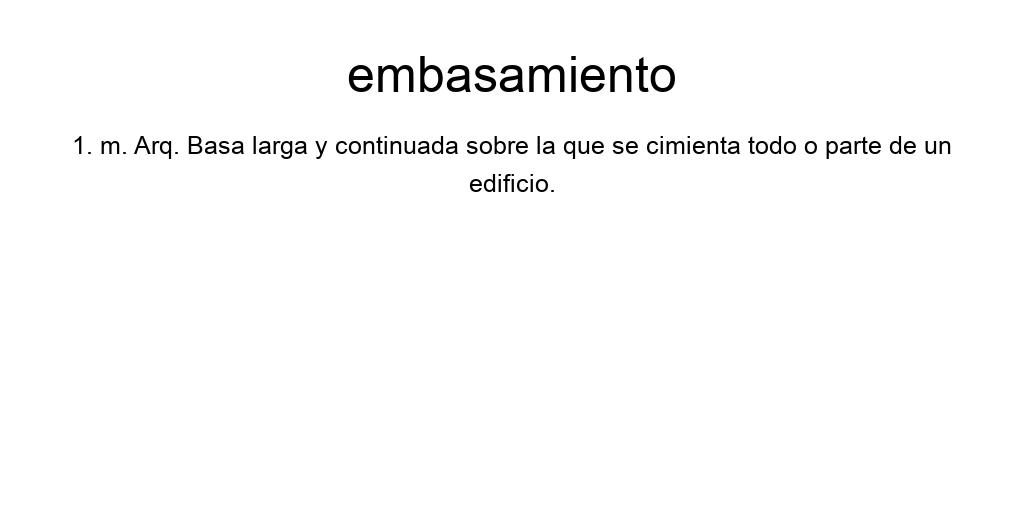 embasamiento
1. m. Arq. Basa larga y continuada sobre la que se cimienta todo o parte de un
edificio.